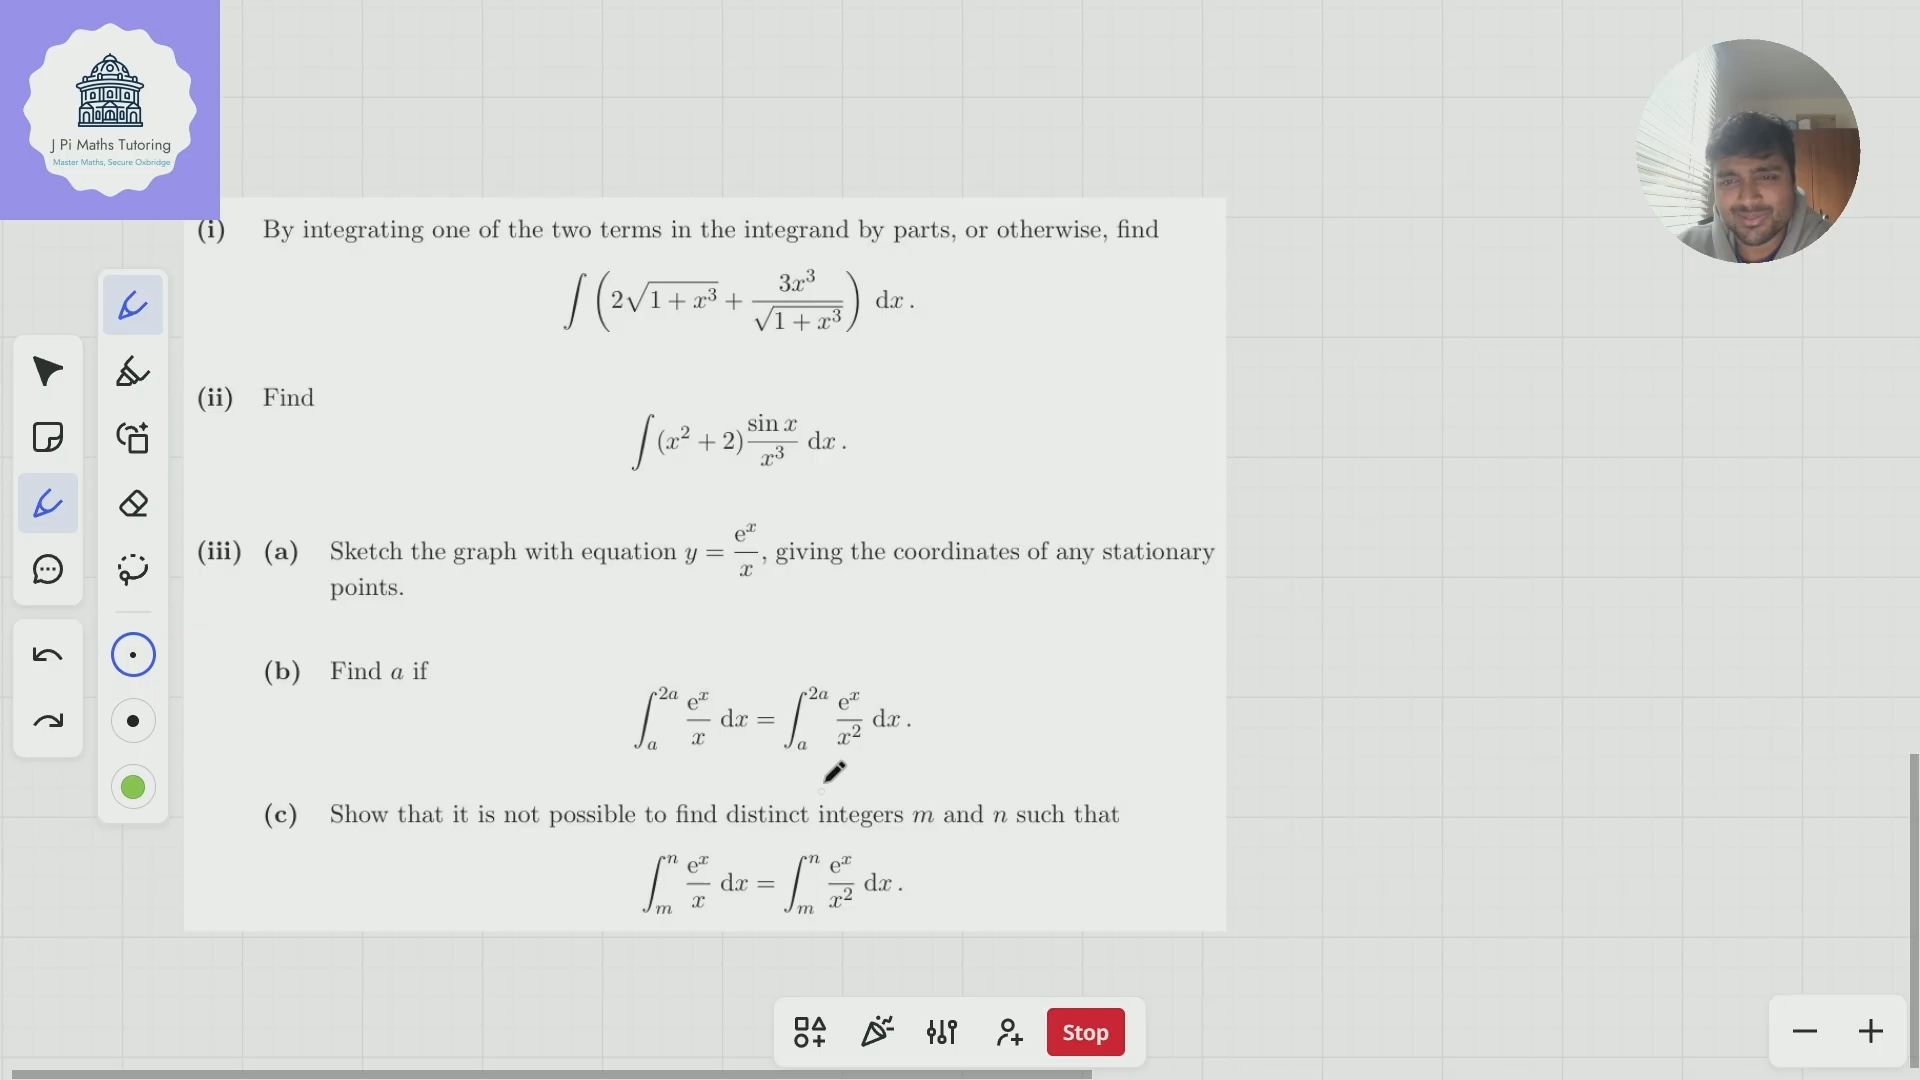 J Pi Maths Tutoring
Master Maths, Secure Oxbridge
(i) By integrating one of the two terms in the integrand by parts, or otherwise, find
∫ (2√(1 + x³) + 3x³/√(1 + x³)) dx .
(ii) Find
∫ (x² + 2) sin x/x³ dx .
(iii) (a) Sketch the graph with equation y = eˣ/x, giving the coordinates of any stationary
points.
(b) Find a if
∫ₐ²ᵃ eˣ/x dx = ∫ₐ²ᵃ eˣ/x² dx .
(c) Show that it is not possible to find distinct integers m and n such that
∫ₘⁿ eˣ/x dx = ∫ₘⁿ eˣ/x² dx .
Stop